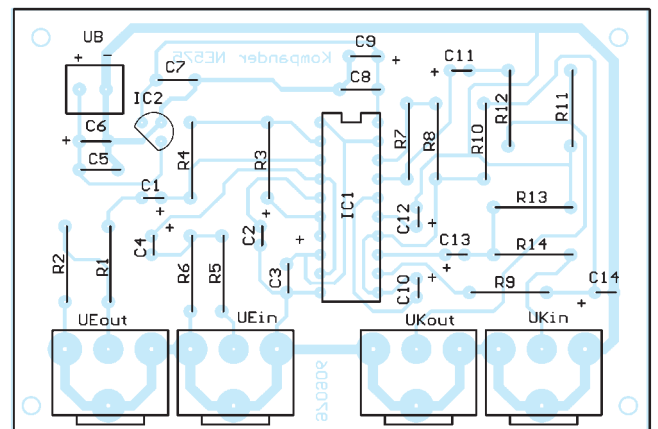 UB
+ -
C9
+
Kompander NE575
C11
+
C7
C8
IC2
R12
R11
R7
R8
R10
C6
+
R4
R3
C5
IC1
C1
+
+
R13
C12
+
C4
C2
+
R2
R1
R6
R5
C13
+
R14
C3
C10
+
R9
C14
+
UEout
UEin
UKout
UKin
970906